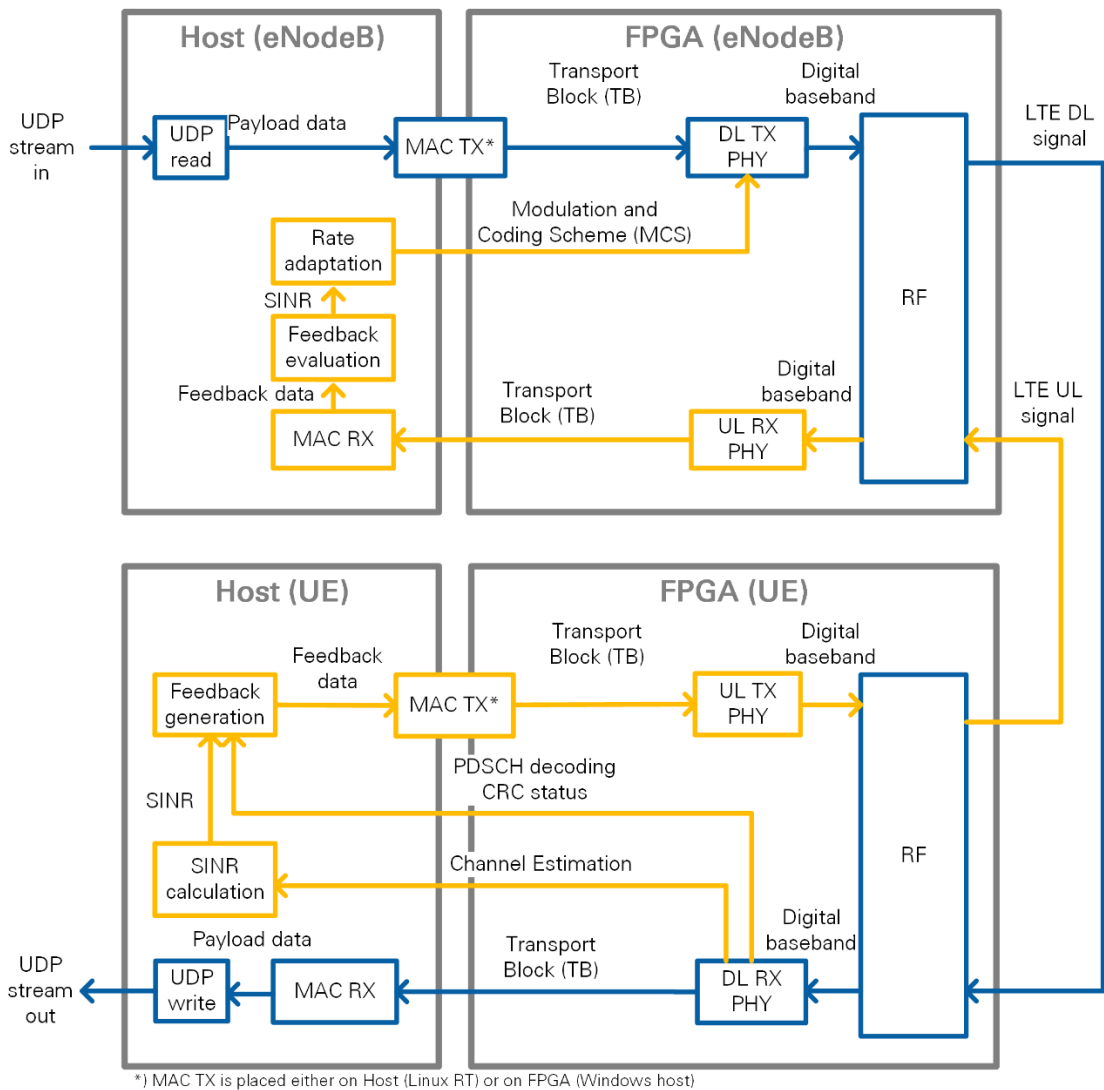 Host (eNodeB)
FPGA (eNodeB)
UDP
stream
in
UDP
read
Payload data
MAC TX*
Transport
Block (TB)
DL TX
PHY
Digital
baseband
LTE DL
signal
Rate
adaptation
Modulation and
Coding Scheme (MCS)
SINR
Feedback
evaluation
RF
Feedback data
MAC RX
Transport
Block (TB)
UL RX
PHY
Digital
baseband
LTE UL
signal
Host (UE)
FPGA (UE)
Feedback
generation
Feedback
data
MAC TX*
Transport
Block (TB)
UL TX
PHY
Digital
baseband
PDSCH decoding
CRC status
SINR
SINR
calculation
Channel Estimation
RF
UDP
stream
out
UDP
write
Payload data
MAC RX
Transport
Block (TB)
DL RX
PHY
Digital
baseband
*) MAC TX is placed either on Host (Linux RT) or on FPGA (Windows host)